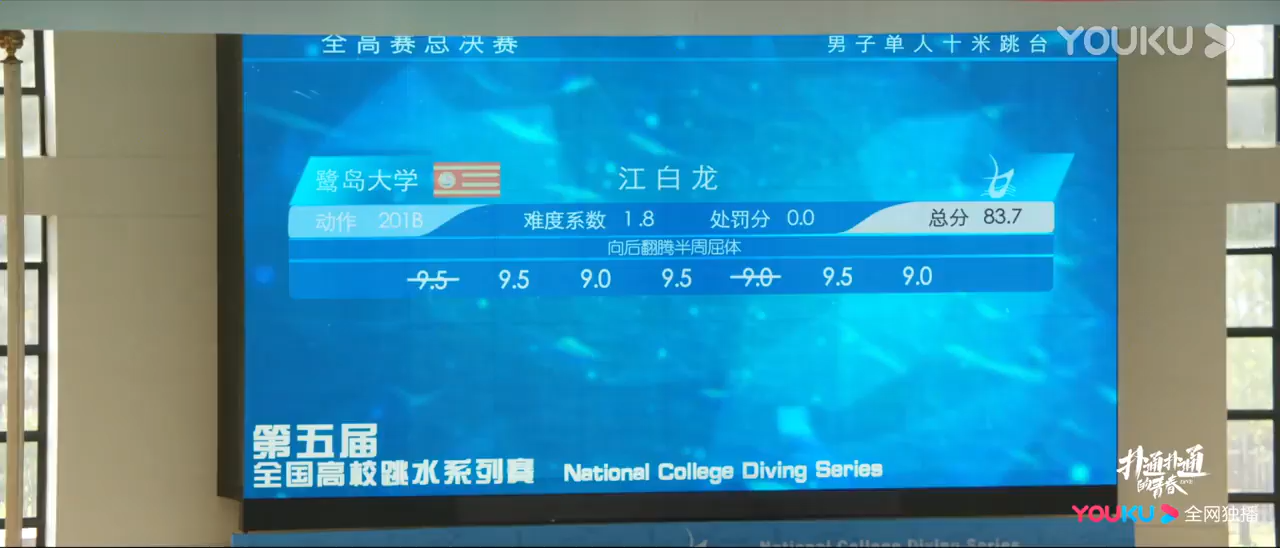 全高赛总决赛 男子单人十米跳台
YOUKU
鹭岛大学 江白龙
动作 201B 难度系数 1.8 处罚分 0.0 总分 83.7
向后翻腾半周屈体
9.5 9.5 9.0 9.5 9.0 9.5 9.0
第五届
全国高校跳水系列赛 National College Diving Series
扑通扑通
的青春
YOUKU 全网独播
National College Diving Series